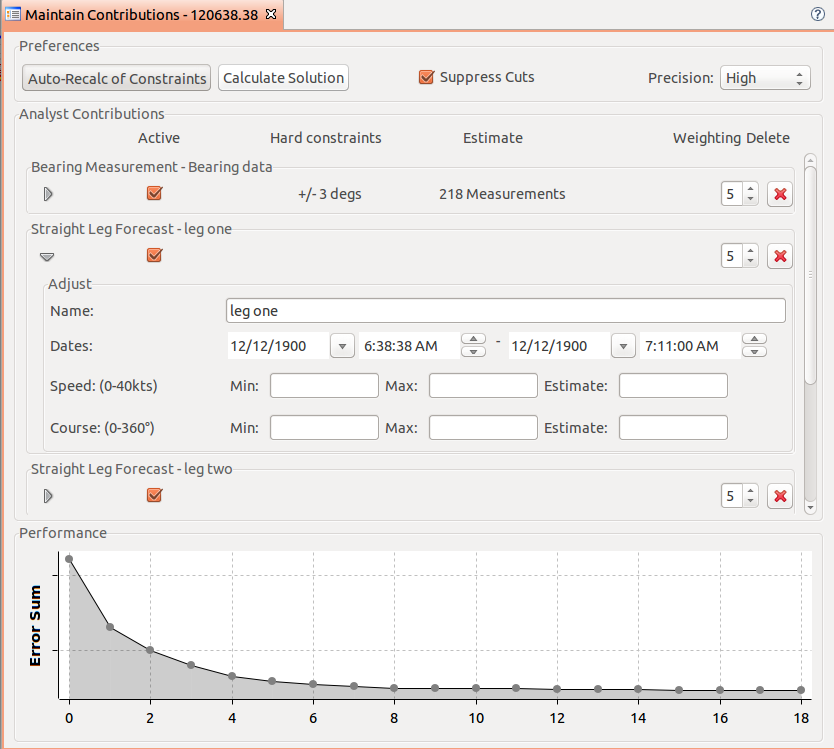 Maintain Contributions - 120638.38
Preferences
Auto-Recalc of Constraints Calculate Solution Suppress Cuts Precision: High
Analyst Contributions
Active Hard constraints Estimate Weighting Delete
Bearing Measurement - Bearing data
+/- 3 degs 218 Measurements 5
Straight Leg Forecast - leg one
5
Adjust
Name: leg one
Dates: 12/12/1900 6:38:38 AM - 12/12/1900 7:11:00 AM
Speed: (0-40kts) Min: Max: Estimate:
Course: (0-360°) Min: Max: Estimate:
Straight Leg Forecast - leg two
5
Performance
Error Sum
0 2 4 6 8 10 12 14 16 18